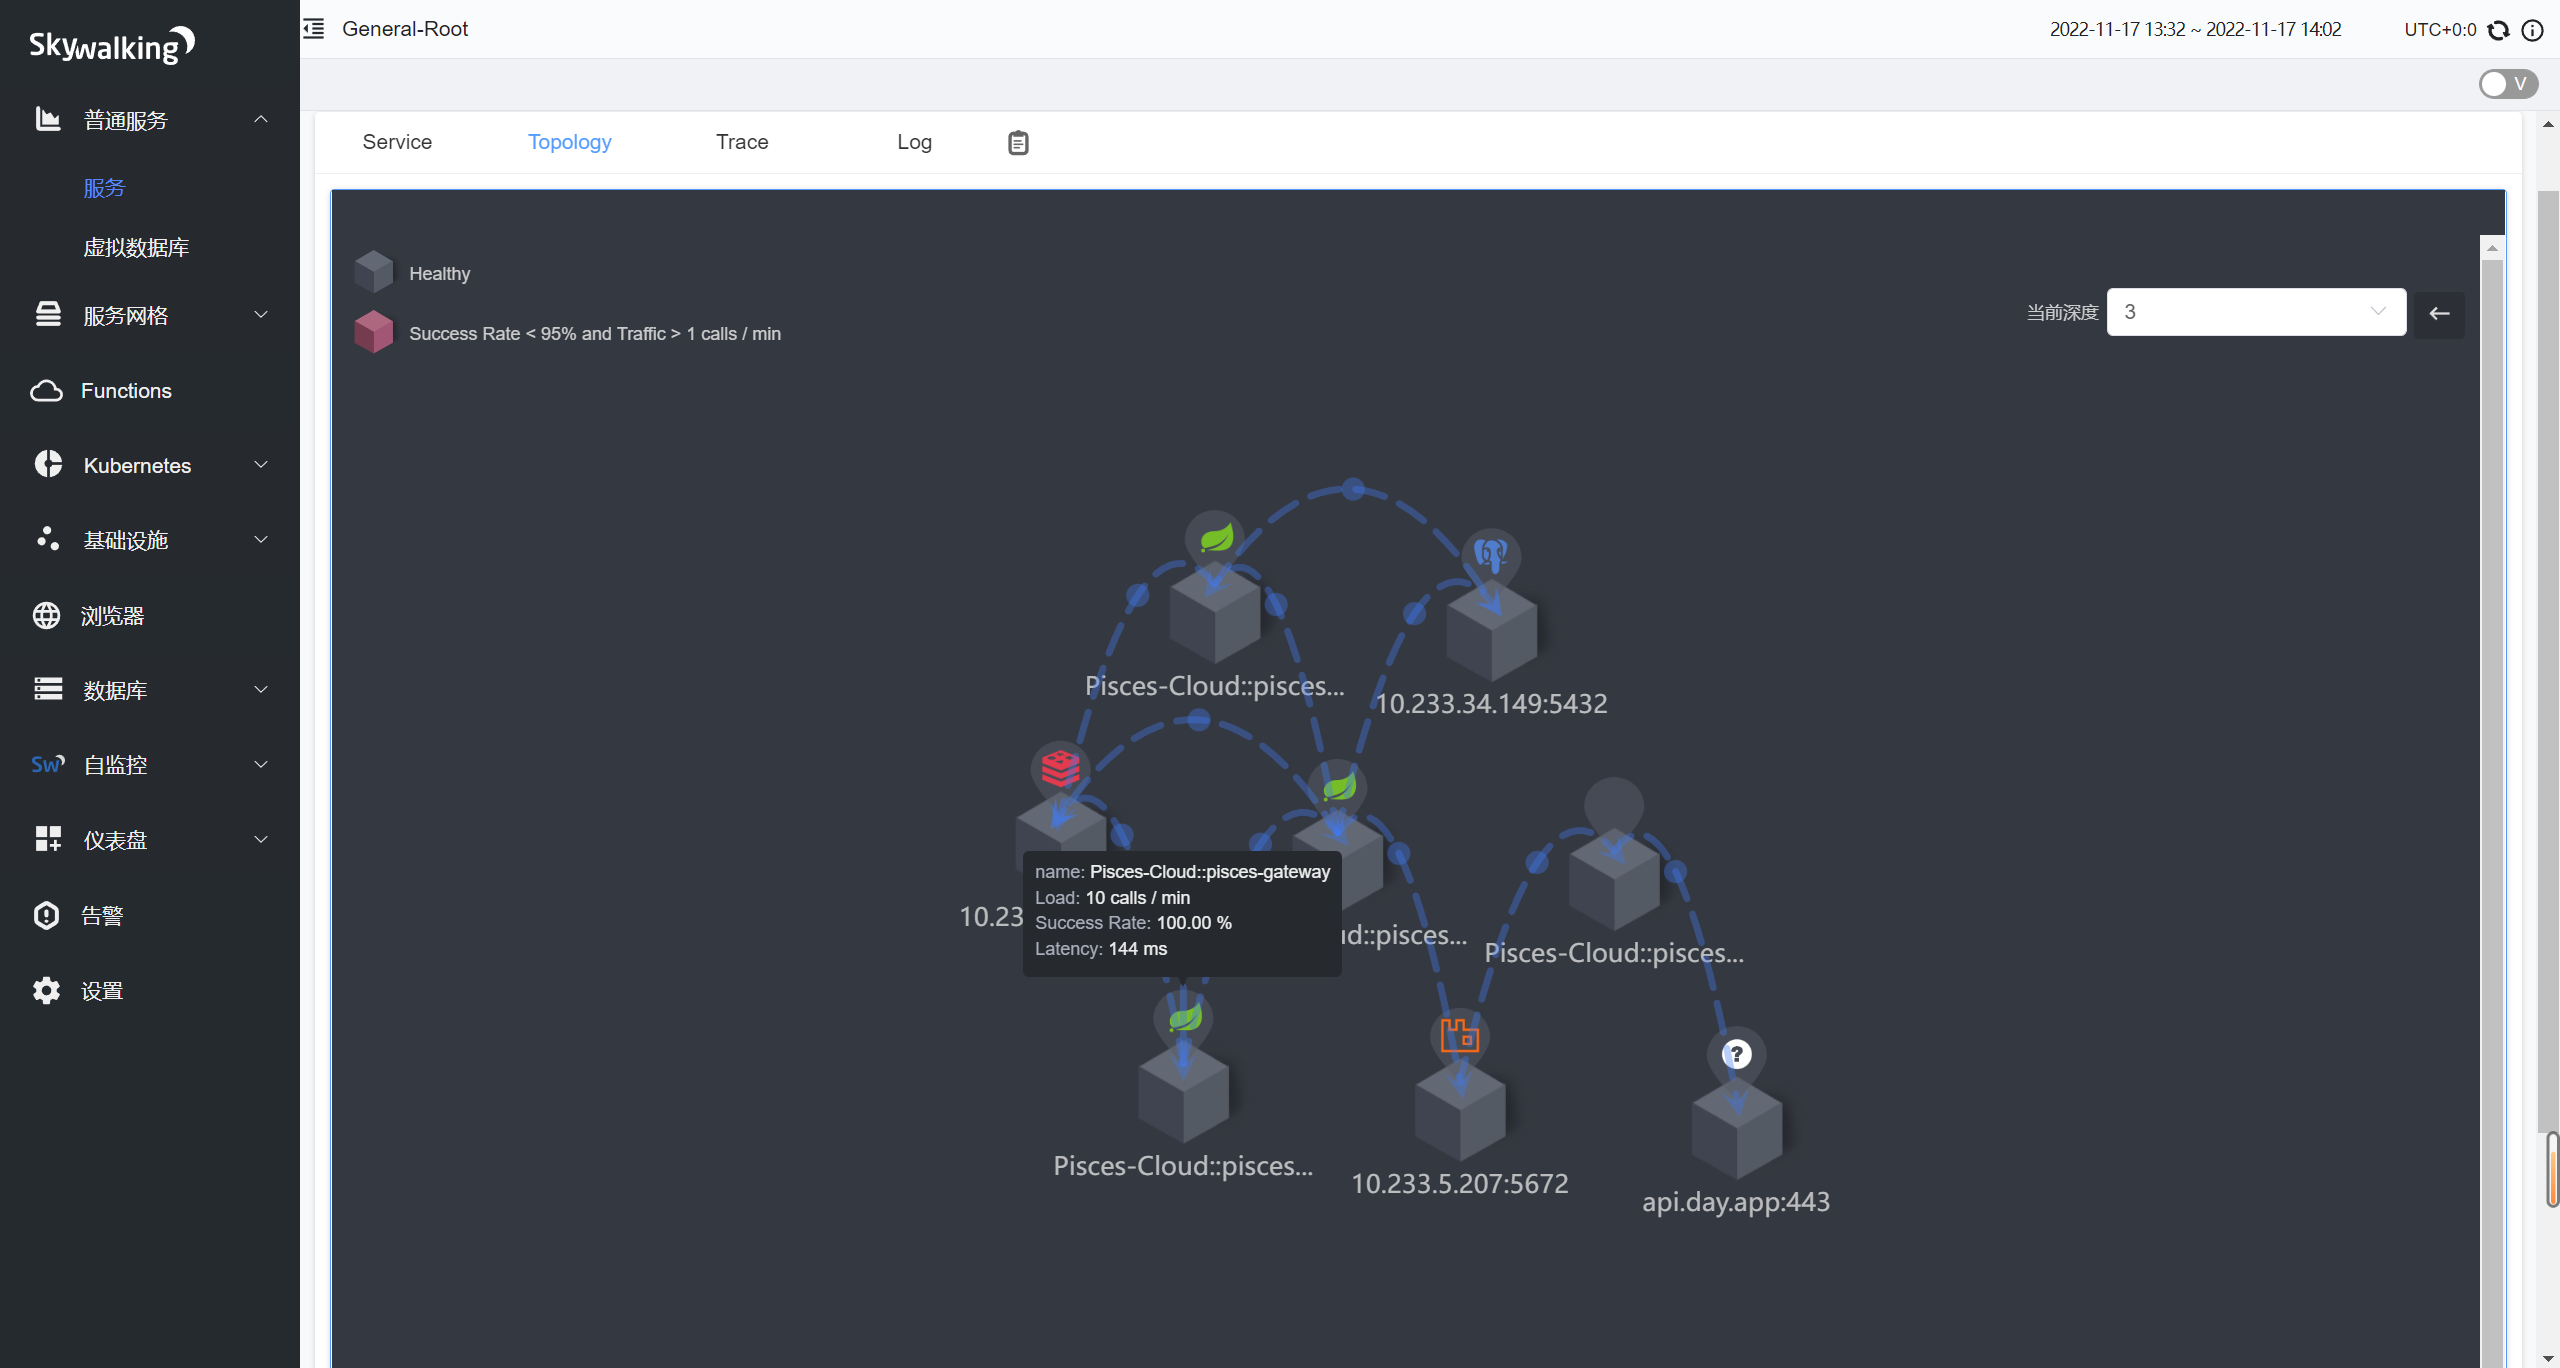 Skywalking
General-Root
2022-11-17 13:32 ~ 2022-11-17 14:02
UTC+0:0
V
普通服务
服务
虚拟数据库
服务网格
Functions
Kubernetes
基础设施
浏览器
数据库
Sw
自监控
仪表盘
告警
设置
Service
Topology
Trace
Log
Healthy
Success Rate < 95% and Traffic > 1 calls / min
当前深度
3
Pisces-Cloud::pisces...
10.233.34.149:5432
10.23
name: Pisces-Cloud::pisces-gateway
Load: 10 calls / min
Success Rate: 100.00 %
Latency: 144 ms
ud::pisces...
Pisces-Cloud::pisces...
?
Pisces-Cloud::pisces...
10.233.5.207:5672
api.day.app:443